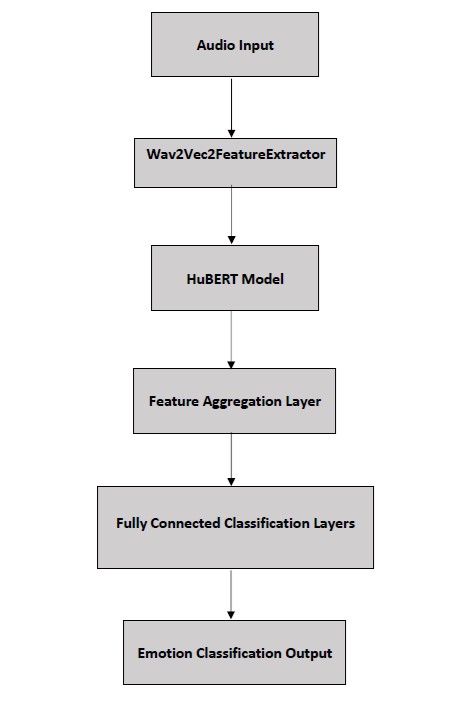 Audio Input
Wav2Vec2FeatureExtractor
HuBERT Model
Feature Aggregation Layer
Fully Connected Classification Layers
Emotion Classification Output